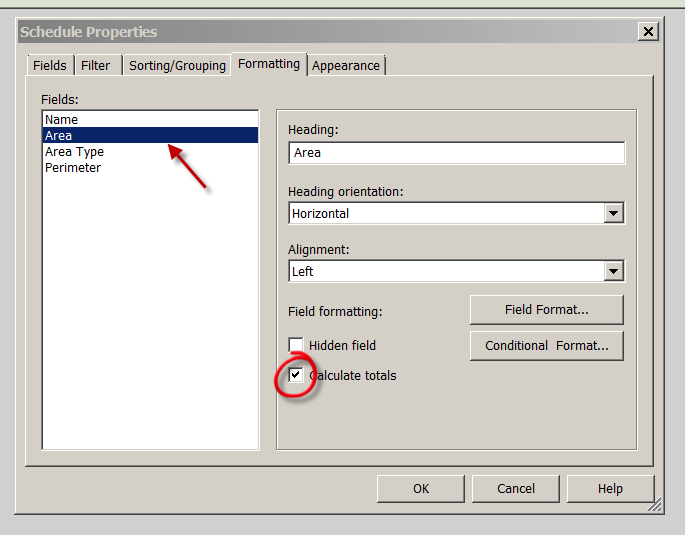 Schedule Properties
Fields Filter Sorting/Grouping Formatting Appearance
Fields:
Name
Area
Area Type
Perimeter
Heading:
Area
Heading orientation:
Horizontal
Alignment:
Left
Field formatting:
Field Format...
Hidden field
Conditional Format...
Calculate totals
OK Cancel Help